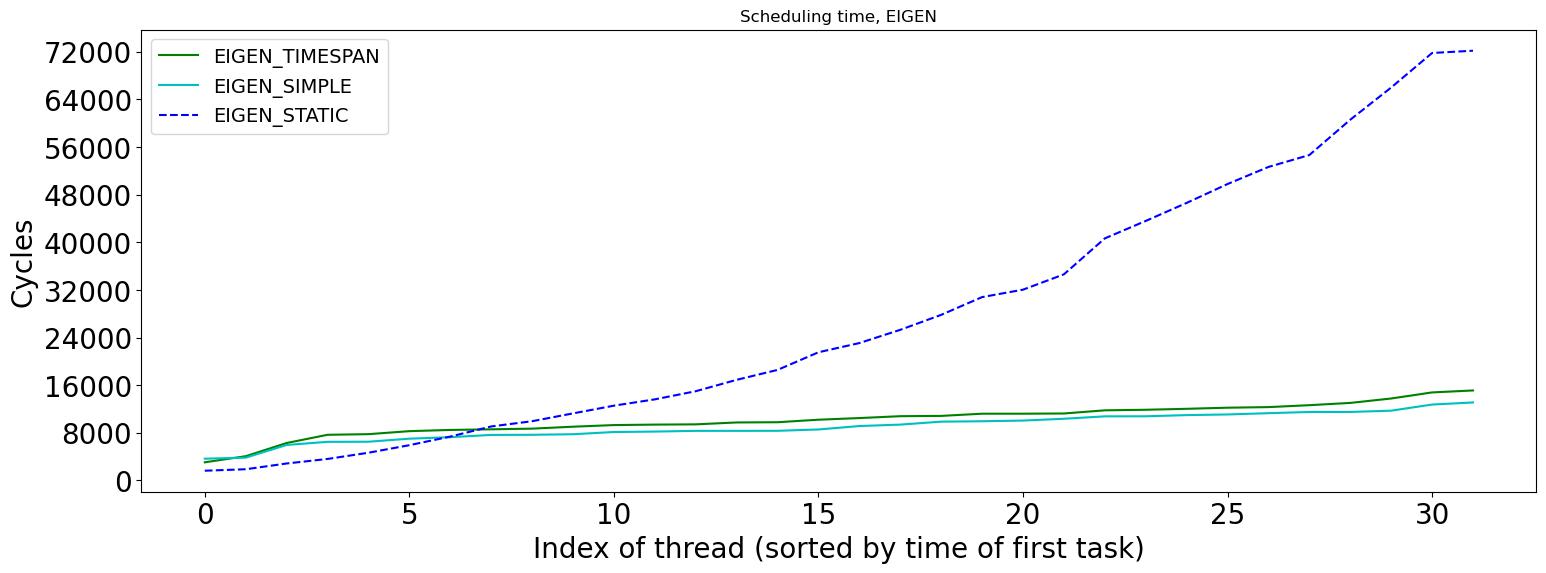 Scheduling time, EIGEN
EIGEN_TIMESPAN
EIGEN_SIMPLE
EIGEN_STATIC
72000
64000
56000
48000
40000
32000
24000
16000
8000
0
Cycles
0 5 10 15 20 25 30
Index of thread (sorted by time of first task)